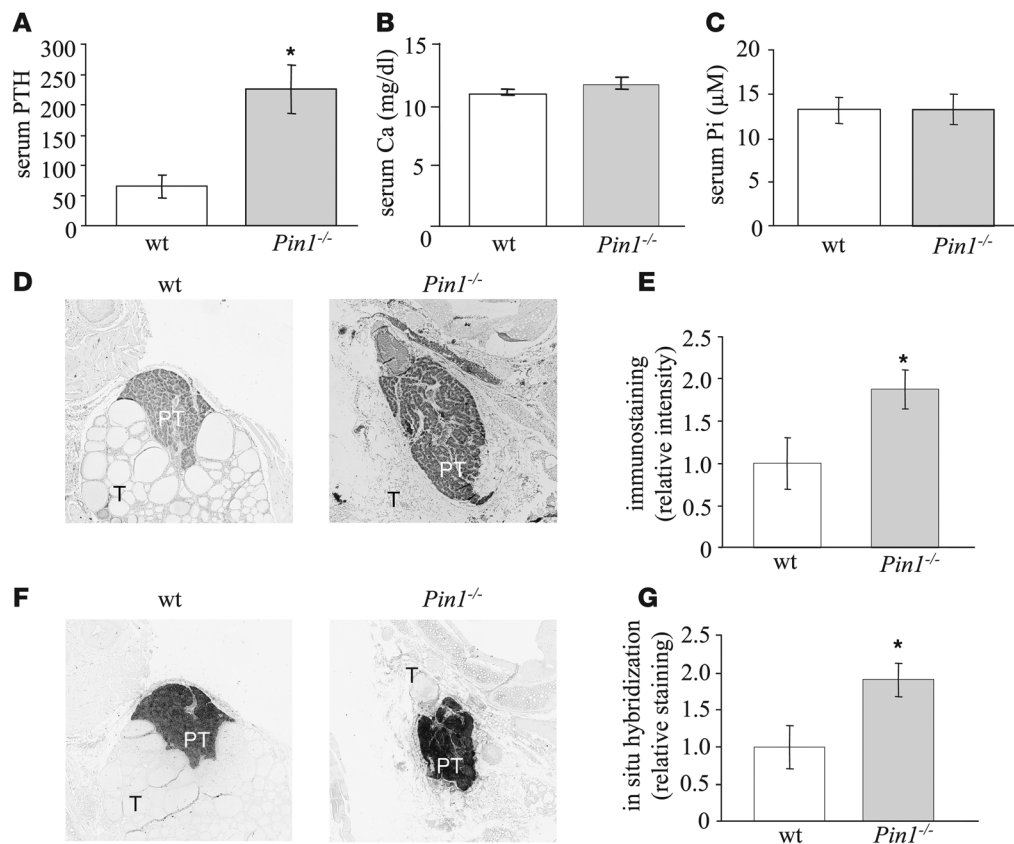 A
serum PTH
300
250
200
150
100
50
0
*
wt
Pin1-/-
B
serum Ca (mg/dl)
15
10
5
0
wt
Pin1-/-
C
serum Pi (µM)
20
15
10
5
0
wt
Pin1-/-
D
wt
Pin1-/-
PT
T
PT
T
E
immunostaining
(relative intensity)
2.5
2.0
1.5
1.0
0.5
0
*
wt
Pin1-/-
F
wt
Pin1-/-
PT
T
T
PT
G
in situ hybridization
(relative staining)
2.5
2.0
1.5
1.0
0.5
0
*
wt
Pin1-/-